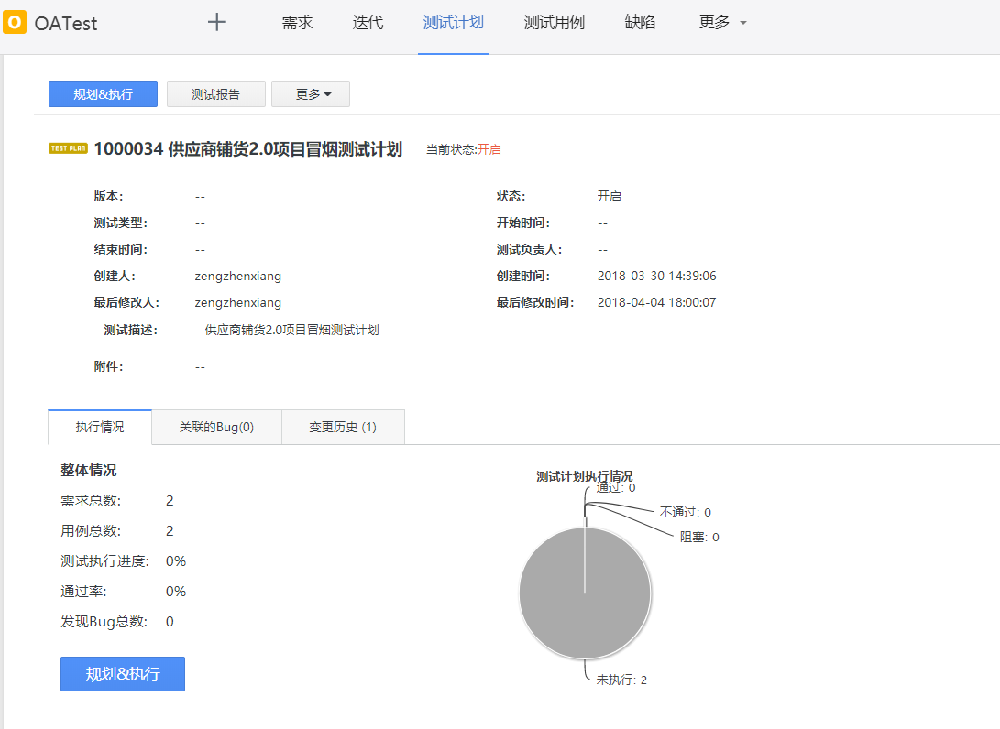 O OATest + 需求 迭代 测试计划 测试用例 缺陷 更多
规划&执行 测试报告 更多
TEST PLAN 1000034 供应商铺货2.0项目冒烟测试计划 当前状态:开启
版本: -- 状态: 开启
测试类型: -- 开始时间: --
结束时间: -- 测试负责人: --
创建人: zengzhenxiang 创建时间: 2018-03-30 14:39:06
最后修改人: zengzhenxiang 最后修改时间: 2018-04-04 18:00:07
测试描述: 供应商铺货2.0项目冒烟测试计划
附件: --
执行情况 关联的Bug(0) 变更历史 (1)
整体情况
需求总数: 2
用例总数: 2
测试执行进度: 0%
通过率: 0%
发现Bug总数: 0
规划&执行
测试计划执行情况
通过: 0
不通过: 0
阻塞: 0
未执行: 2